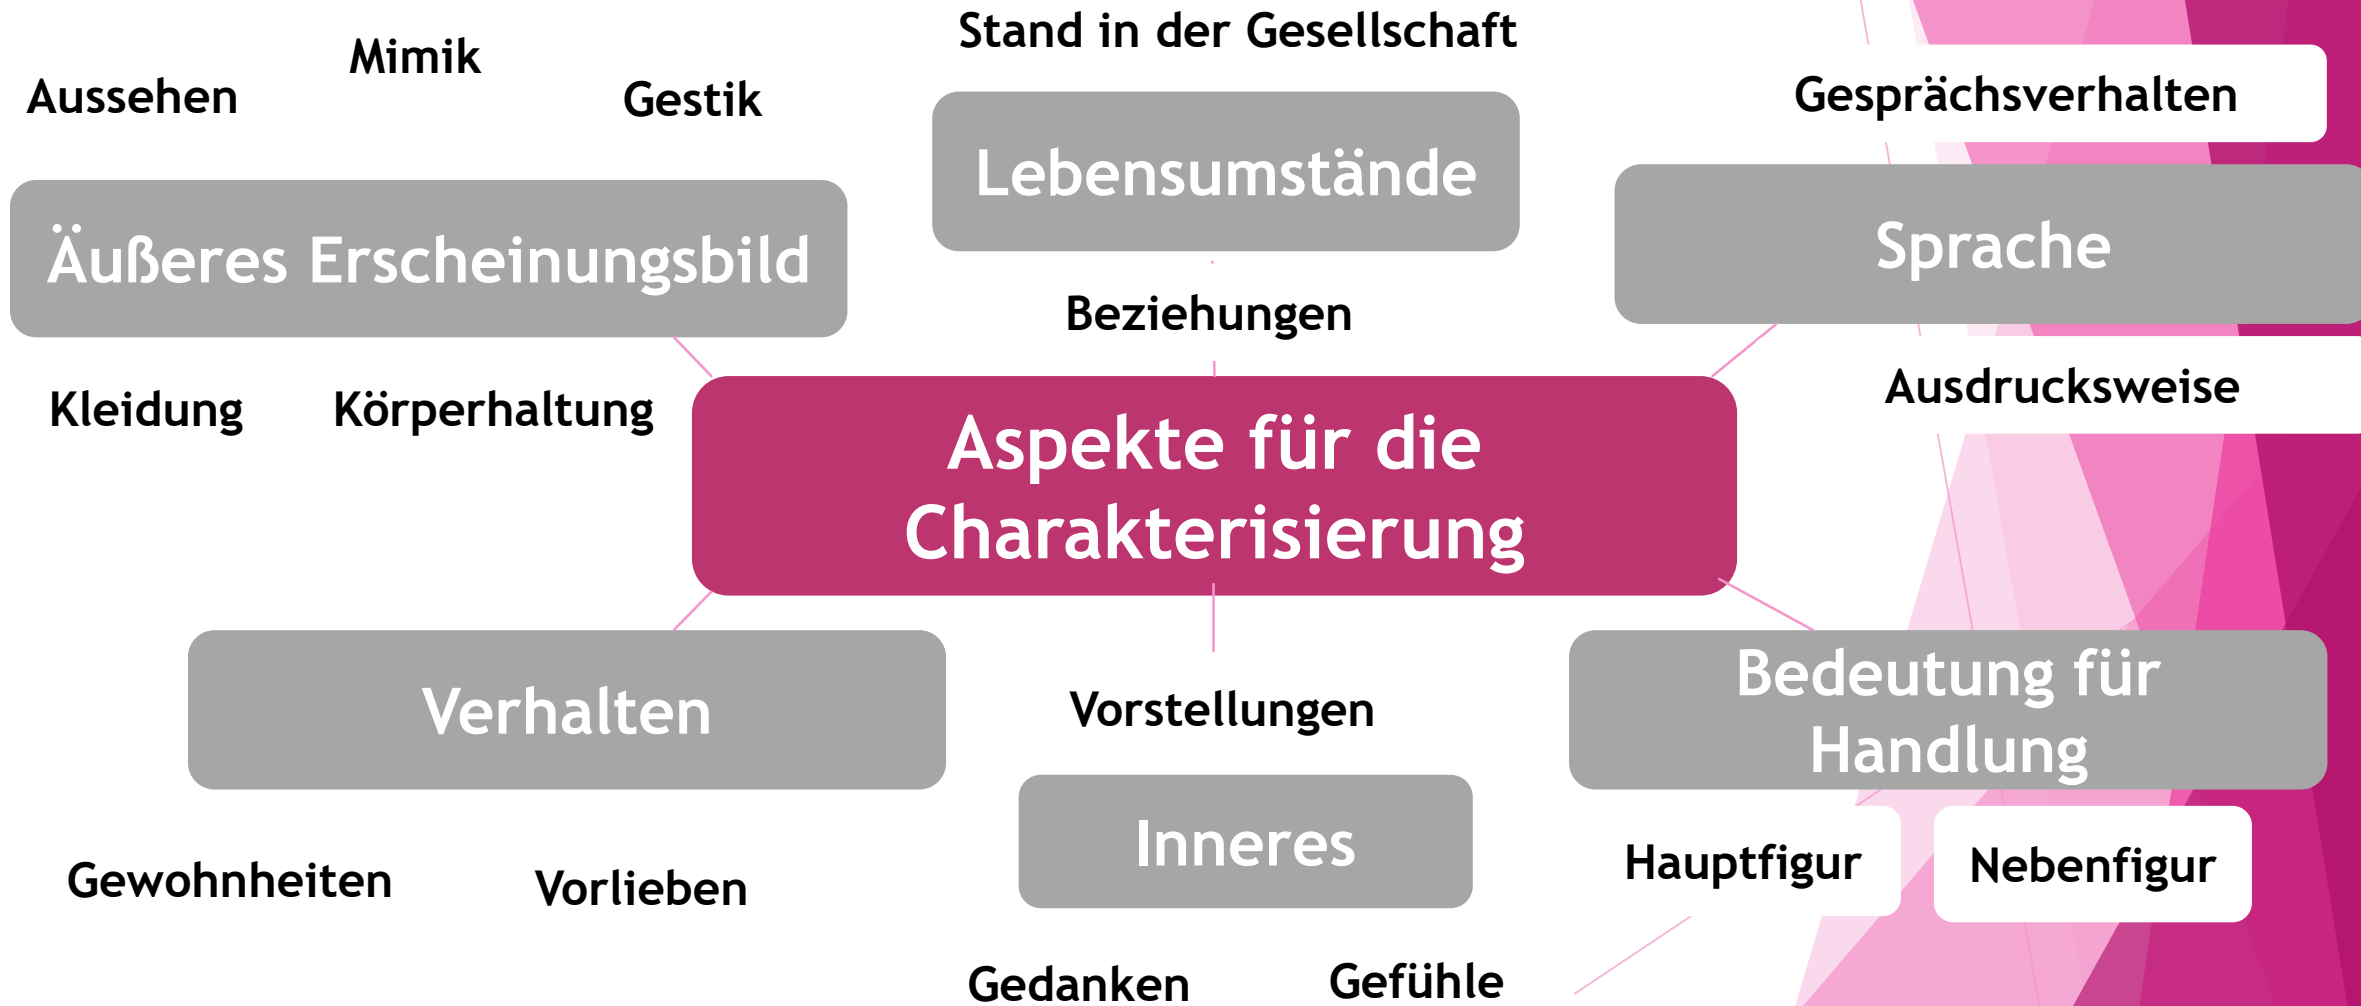 Stand in der Gesellschaft
Mimik
Aussehen
Gestik
Gesprächsverhalten
Lebensumstände
Äußeres Erscheinungsbild
Sprache
Beziehungen
Kleidung
Körperhaltung
Ausdrucksweise
Aspekte für die
Charakterisierung
Verhalten
Vorstellungen
Bedeutung für
Handlung
Inneres
Gewohnheiten
Vorlieben
Hauptfigur
Nebenfigur
Gedanken
Gefühle